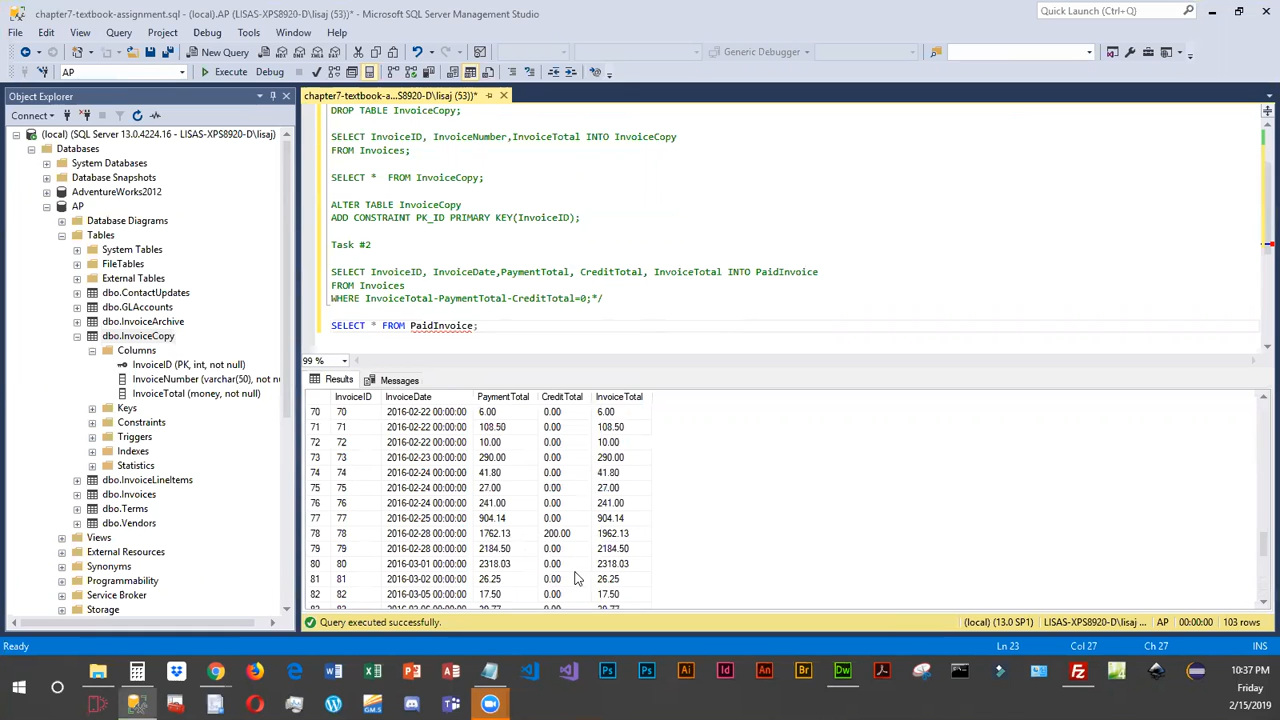 chapter7-textbook-assignment.sql - (local).AP (LISAS-XPS8920-D\lisaj (53))* - Microsoft SQL Server Management Studio
Quick Launch (Ctrl+Q)
File Edit View Query Project Debug Tools Window Help
New Query
Generic Debugger
AP
Execute Debug
Object Explorer
chapter7-textbook-a...S8920-D\lisaj (53))*
Connect
(local) (SQL Server 13.0.4224.16 - LISAS-XPS8920-D\lisaj)
Databases
System Databases
Database Snapshots
AdventureWorks2012
AP
Database Diagrams
Tables
System Tables
FileTables
External Tables
dbo.ContactUpdates
dbo.GLAccounts
dbo.InvoiceArchive
dbo.InvoiceCopy
Columns
InvoiceID (PK, int, not null)
InvoiceNumber (varchar(50), not nu
InvoiceTotal (money, not null)
Keys
Constraints
Triggers
Indexes
Statistics
dbo.InvoiceLineItems
dbo.Invoices
dbo.Terms
dbo.Vendors
Views
External Resources
Synonyms
Programmability
Service Broker
Storage
DROP TABLE InvoiceCopy;
SELECT InvoiceID, InvoiceNumber,InvoiceTotal INTO InvoiceCopy
FROM Invoices;
SELECT * FROM InvoiceCopy;
ALTER TABLE InvoiceCopy
ADD CONSTRAINT PK_ID PRIMARY KEY(InvoiceID);
Task #2
SELECT InvoiceID, InvoiceDate,PaymentTotal, CreditTotal, InvoiceTotal INTO PaidInvoice
FROM Invoices
WHERE InvoiceTotal-PaymentTotal-CreditTotal=0;*/
SELECT * FROM PaidInvoice;
99 %
Results Messages
InvoiceID InvoiceDate PaymentTotal CreditTotal InvoiceTotal
70 70 2016-02-22 00:00:00 6.00 0.00 6.00
71 71 2016-02-22 00:00:00 108.50 0.00 108.50
72 72 2016-02-22 00:00:00 10.00 0.00 10.00
73 73 2016-02-23 00:00:00 290.00 0.00 290.00
74 74 2016-02-24 00:00:00 41.80 0.00 41.80
75 75 2016-02-24 00:00:00 27.00 0.00 27.00
76 76 2016-02-24 00:00:00 241.00 0.00 241.00
77 77 2016-02-25 00:00:00 904.14 0.00 904.14
78 78 2016-02-28 00:00:00 1762.13 200.00 1962.13
79 79 2016-02-28 00:00:00 2184.50 0.00 2184.50
80 80 2016-03-01 00:00:00 2318.03 0.00 2318.03
81 81 2016-03-02 00:00:00 26.25 0.00 26.25
82 82 2016-03-05 00:00:00 17.50 0.00 17.50
Query executed successfully.
(local) (13.0 SP1) LISAS-XPS8920-D\lisaj ... AP 00:00:00 103 rows
Ready
Ln 23 Col 27 Ch 27 INS
10:37 PM
Friday
2/15/2019